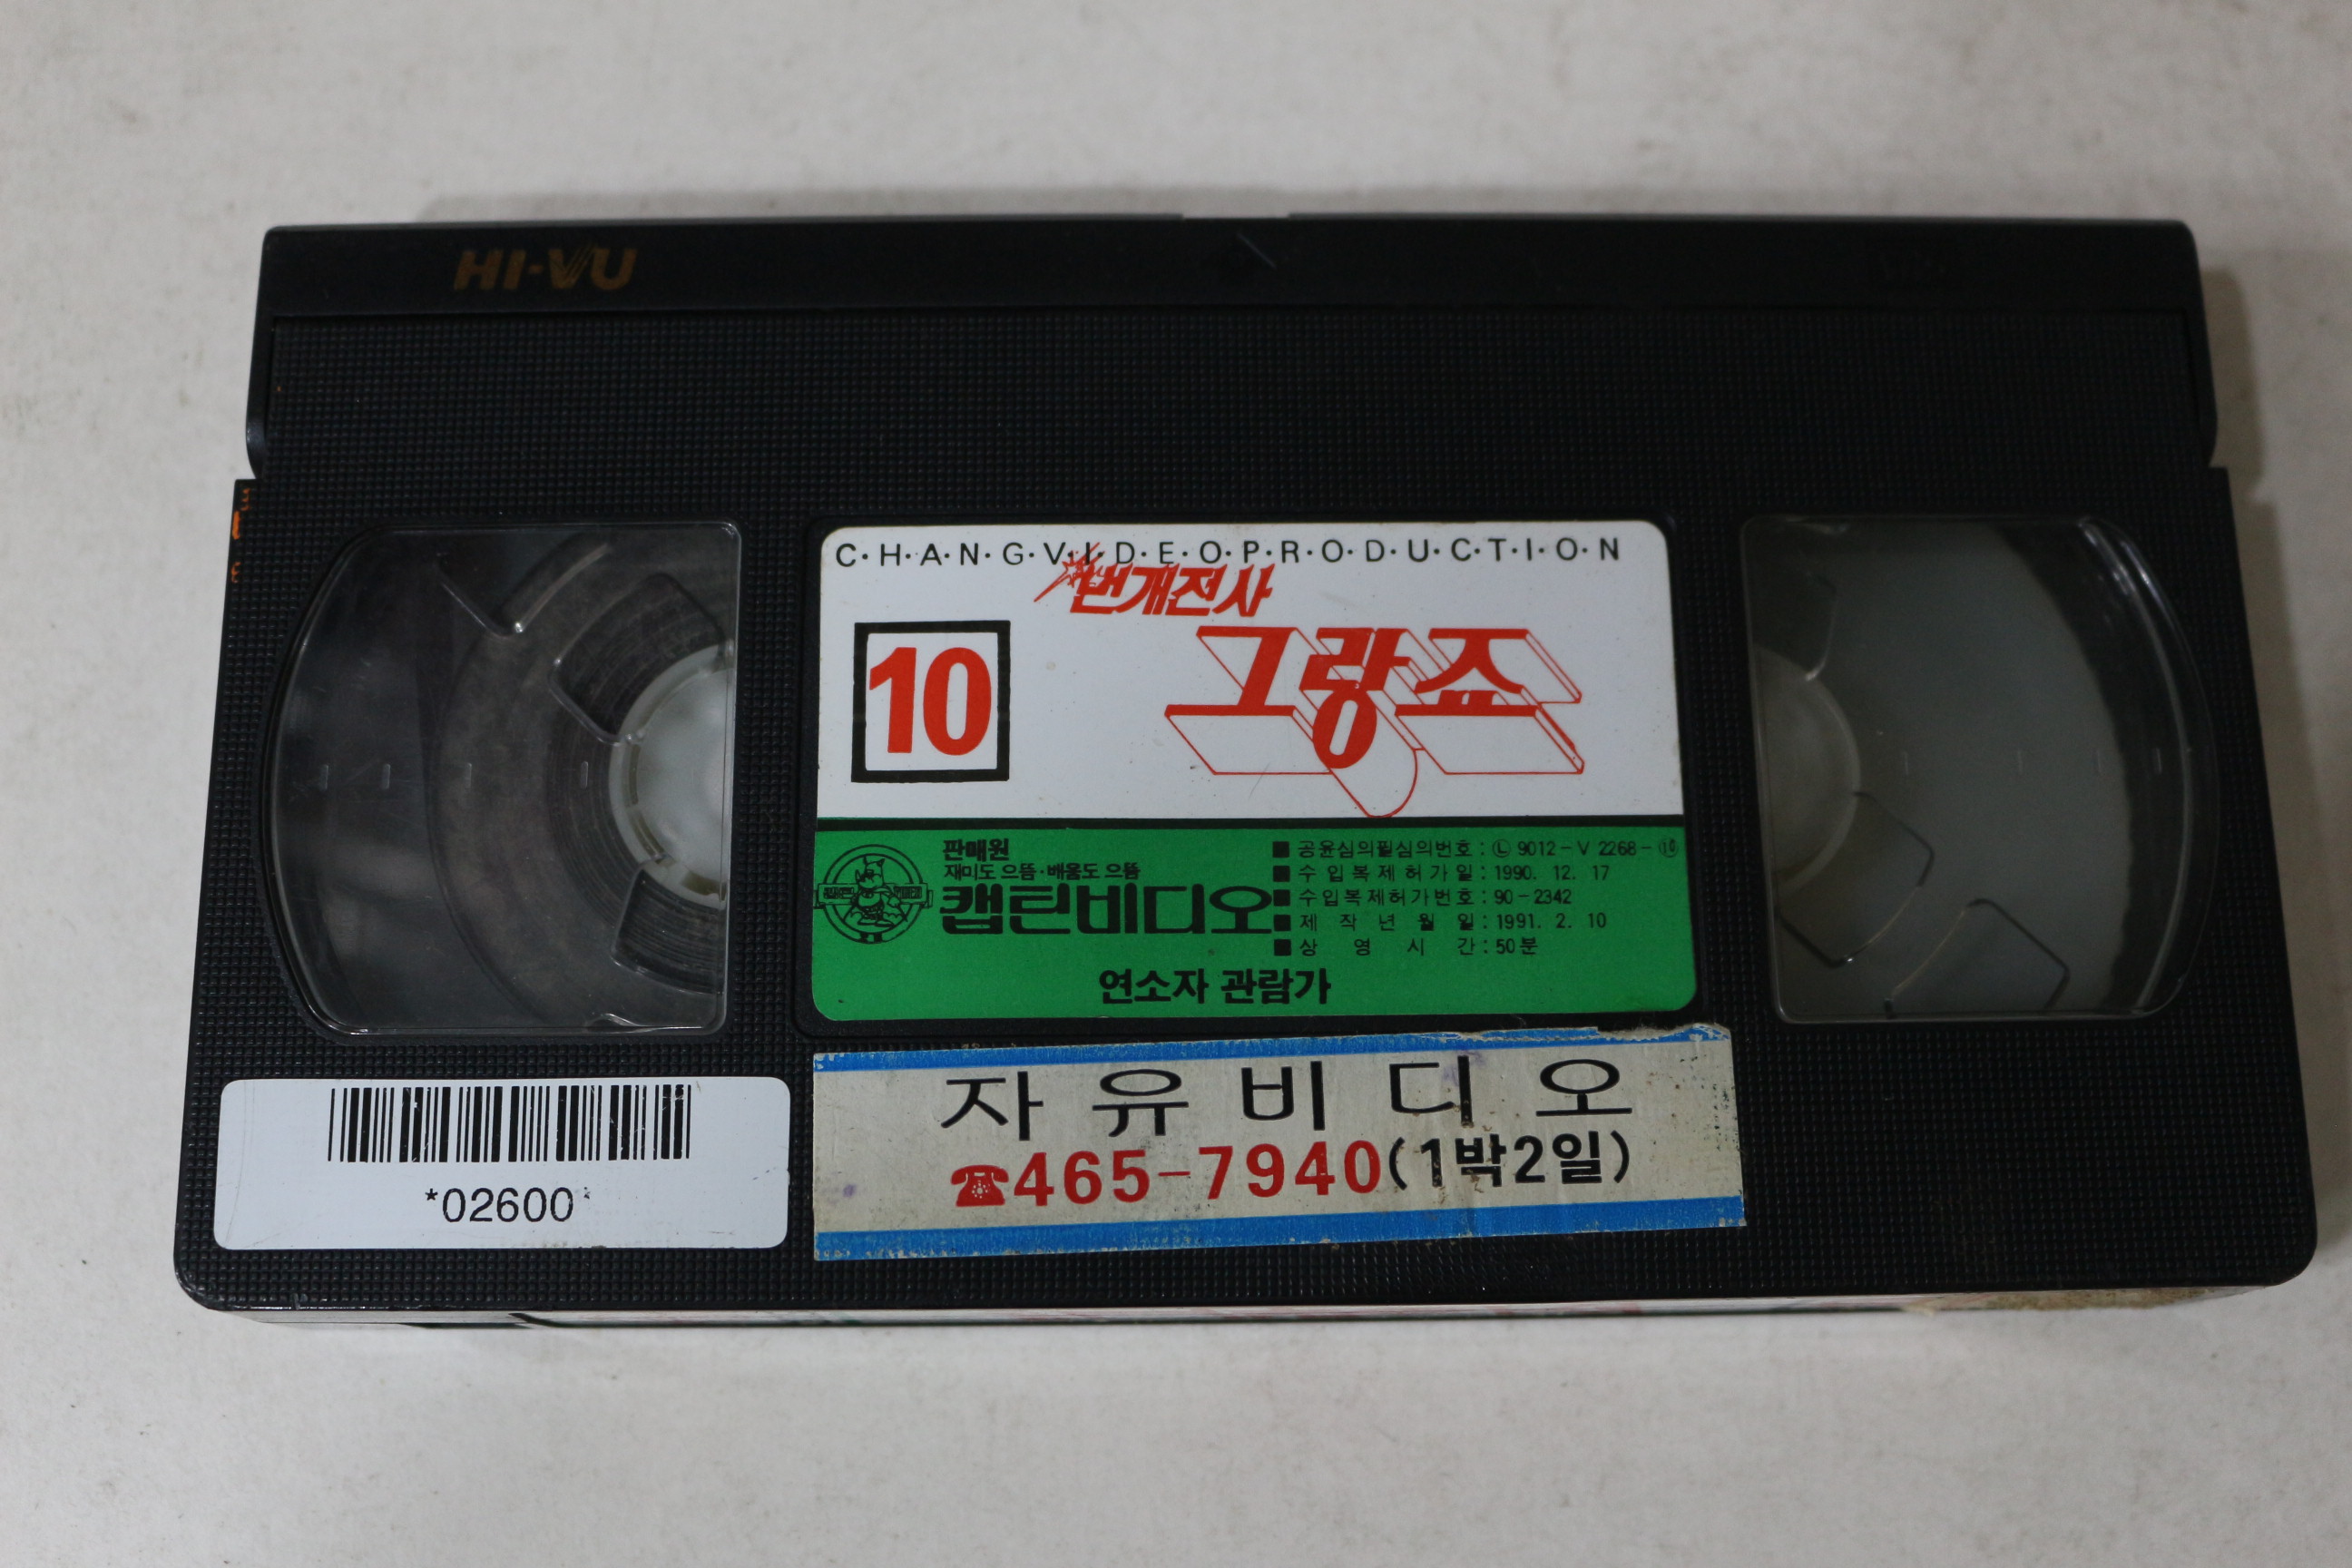 HI-VU
C·H·A·N·G·V·I·D·E·O·P·R·O·D·U·C·T·I·O·N
번개전사
그랑죠
10
판매원
재미도 으뜸·배움도 으뜸
캡틴비디오
■ 공윤심의필심의번호 : Ⓛ 9012-V 2268-⑩
■ 수입복제허가일 : 1990. 12. 17
■ 수입복제허가번호 : 90-2342
■ 제작년월일 : 1991. 2. 10
■ 상영시간 : 50분
연소자 관람가
*02600*
자유비디오
☎465-7940(1박2일)